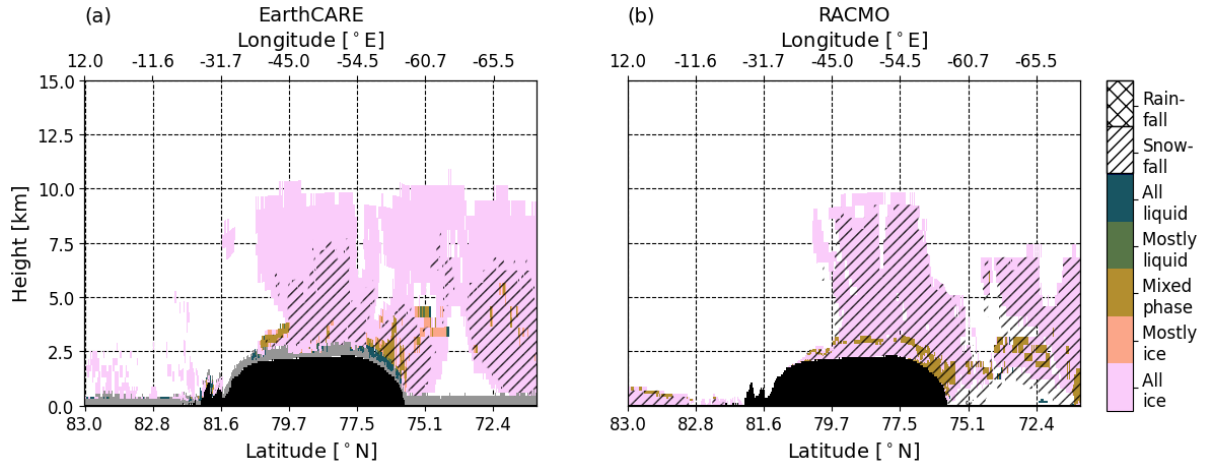 (a)
EarthCARE
Longitude [°E]
12.0 -11.6 -31.7 -45.0 -54.5 -60.7 -65.5
15.0
12.5
10.0
7.5
5.0
2.5
0.0
Height [km]
83.0 82.8 81.6 79.7 77.5 75.1 72.4
Latitude [°N]
(b)
RACMO
Longitude [°E]
12.0 -11.6 -31.7 -45.0 -54.5 -60.7 -65.5
83.0 82.8 81.6 79.7 77.5 75.1 72.4
Latitude [°N]
Rain-
fall
Snow-
fall
All
liquid
Mostly
liquid
Mixed
phase
Mostly
ice
All
ice